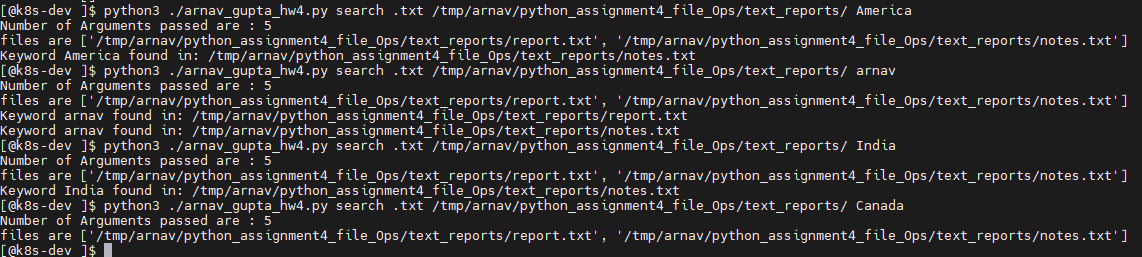 [@k8s-dev ]$ python3 ./arnav_gupta_hw4.py search .txt /tmp/arnav/python_assignment4_file_Ops/text_reports/ America
Number of Arguments passed are : 5
files are ['/tmp/arnav/python_assignment4_file_Ops/text_reports/report.txt', '/tmp/arnav/python_assignment4_file_Ops/text_reports/notes.txt']
Keyword America found in: /tmp/arnav/python_assignment4_file_Ops/text_reports/notes.txt
[@k8s-dev ]$ python3 ./arnav_gupta_hw4.py search .txt /tmp/arnav/python_assignment4_file_Ops/text_reports/ arnav
Number of Arguments passed are : 5
files are ['/tmp/arnav/python_assignment4_file_Ops/text_reports/report.txt', '/tmp/arnav/python_assignment4_file_Ops/text_reports/notes.txt']
Keyword arnav found in: /tmp/arnav/python_assignment4_file_Ops/text_reports/report.txt
Keyword arnav found in: /tmp/arnav/python_assignment4_file_Ops/text_reports/notes.txt
[@k8s-dev ]$ python3 ./arnav_gupta_hw4.py search .txt /tmp/arnav/python_assignment4_file_Ops/text_reports/ India
Number of Arguments passed are : 5
files are ['/tmp/arnav/python_assignment4_file_Ops/text_reports/report.txt', '/tmp/arnav/python_assignment4_file_Ops/text_reports/notes.txt']
Keyword India found in: /tmp/arnav/python_assignment4_file_Ops/text_reports/notes.txt
[@k8s-dev ]$ python3 ./arnav_gupta_hw4.py search .txt /tmp/arnav/python_assignment4_file_Ops/text_reports/ Canada
Number of Arguments passed are : 5
files are ['/tmp/arnav/python_assignment4_file_Ops/text_reports/report.txt', '/tmp/arnav/python_assignment4_file_Ops/text_reports/notes.txt']
[@k8s-dev ]$